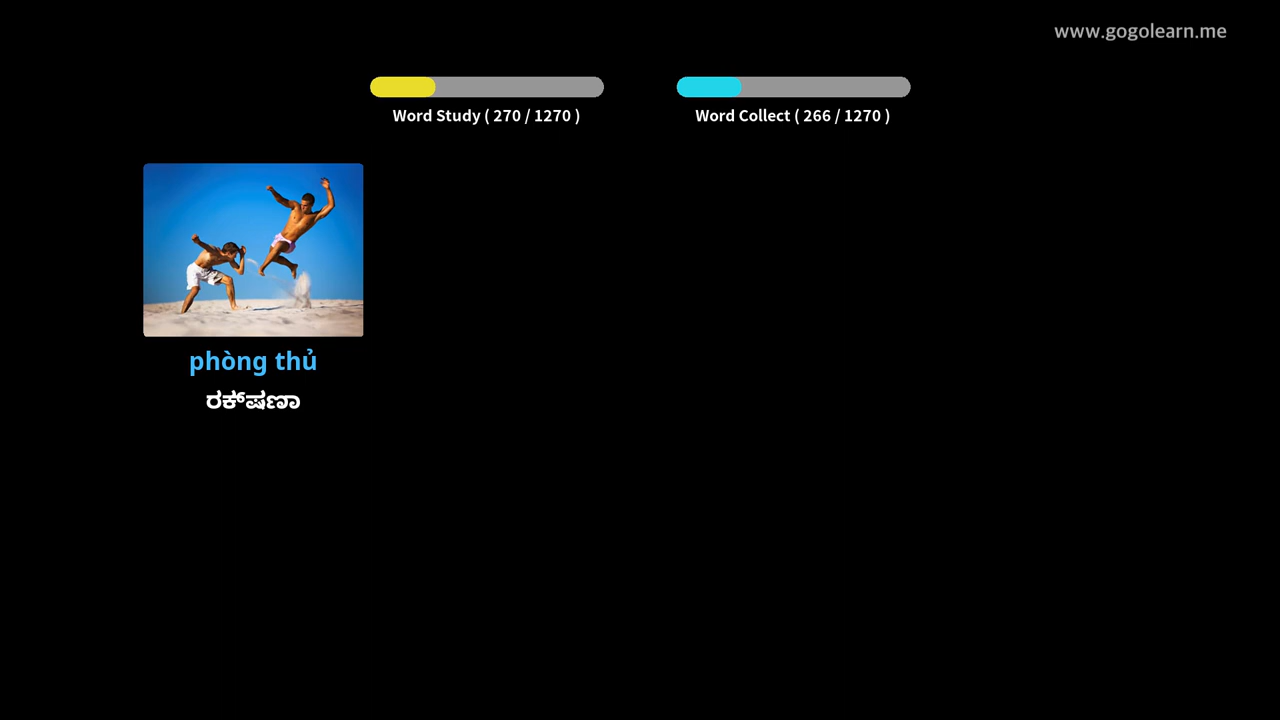 www.gogolearn.me
Word Study ( 270 / 1270 )
Word Collect ( 266 / 1270 )
phòng thủ
ರಕ್‌ಷಣಾ